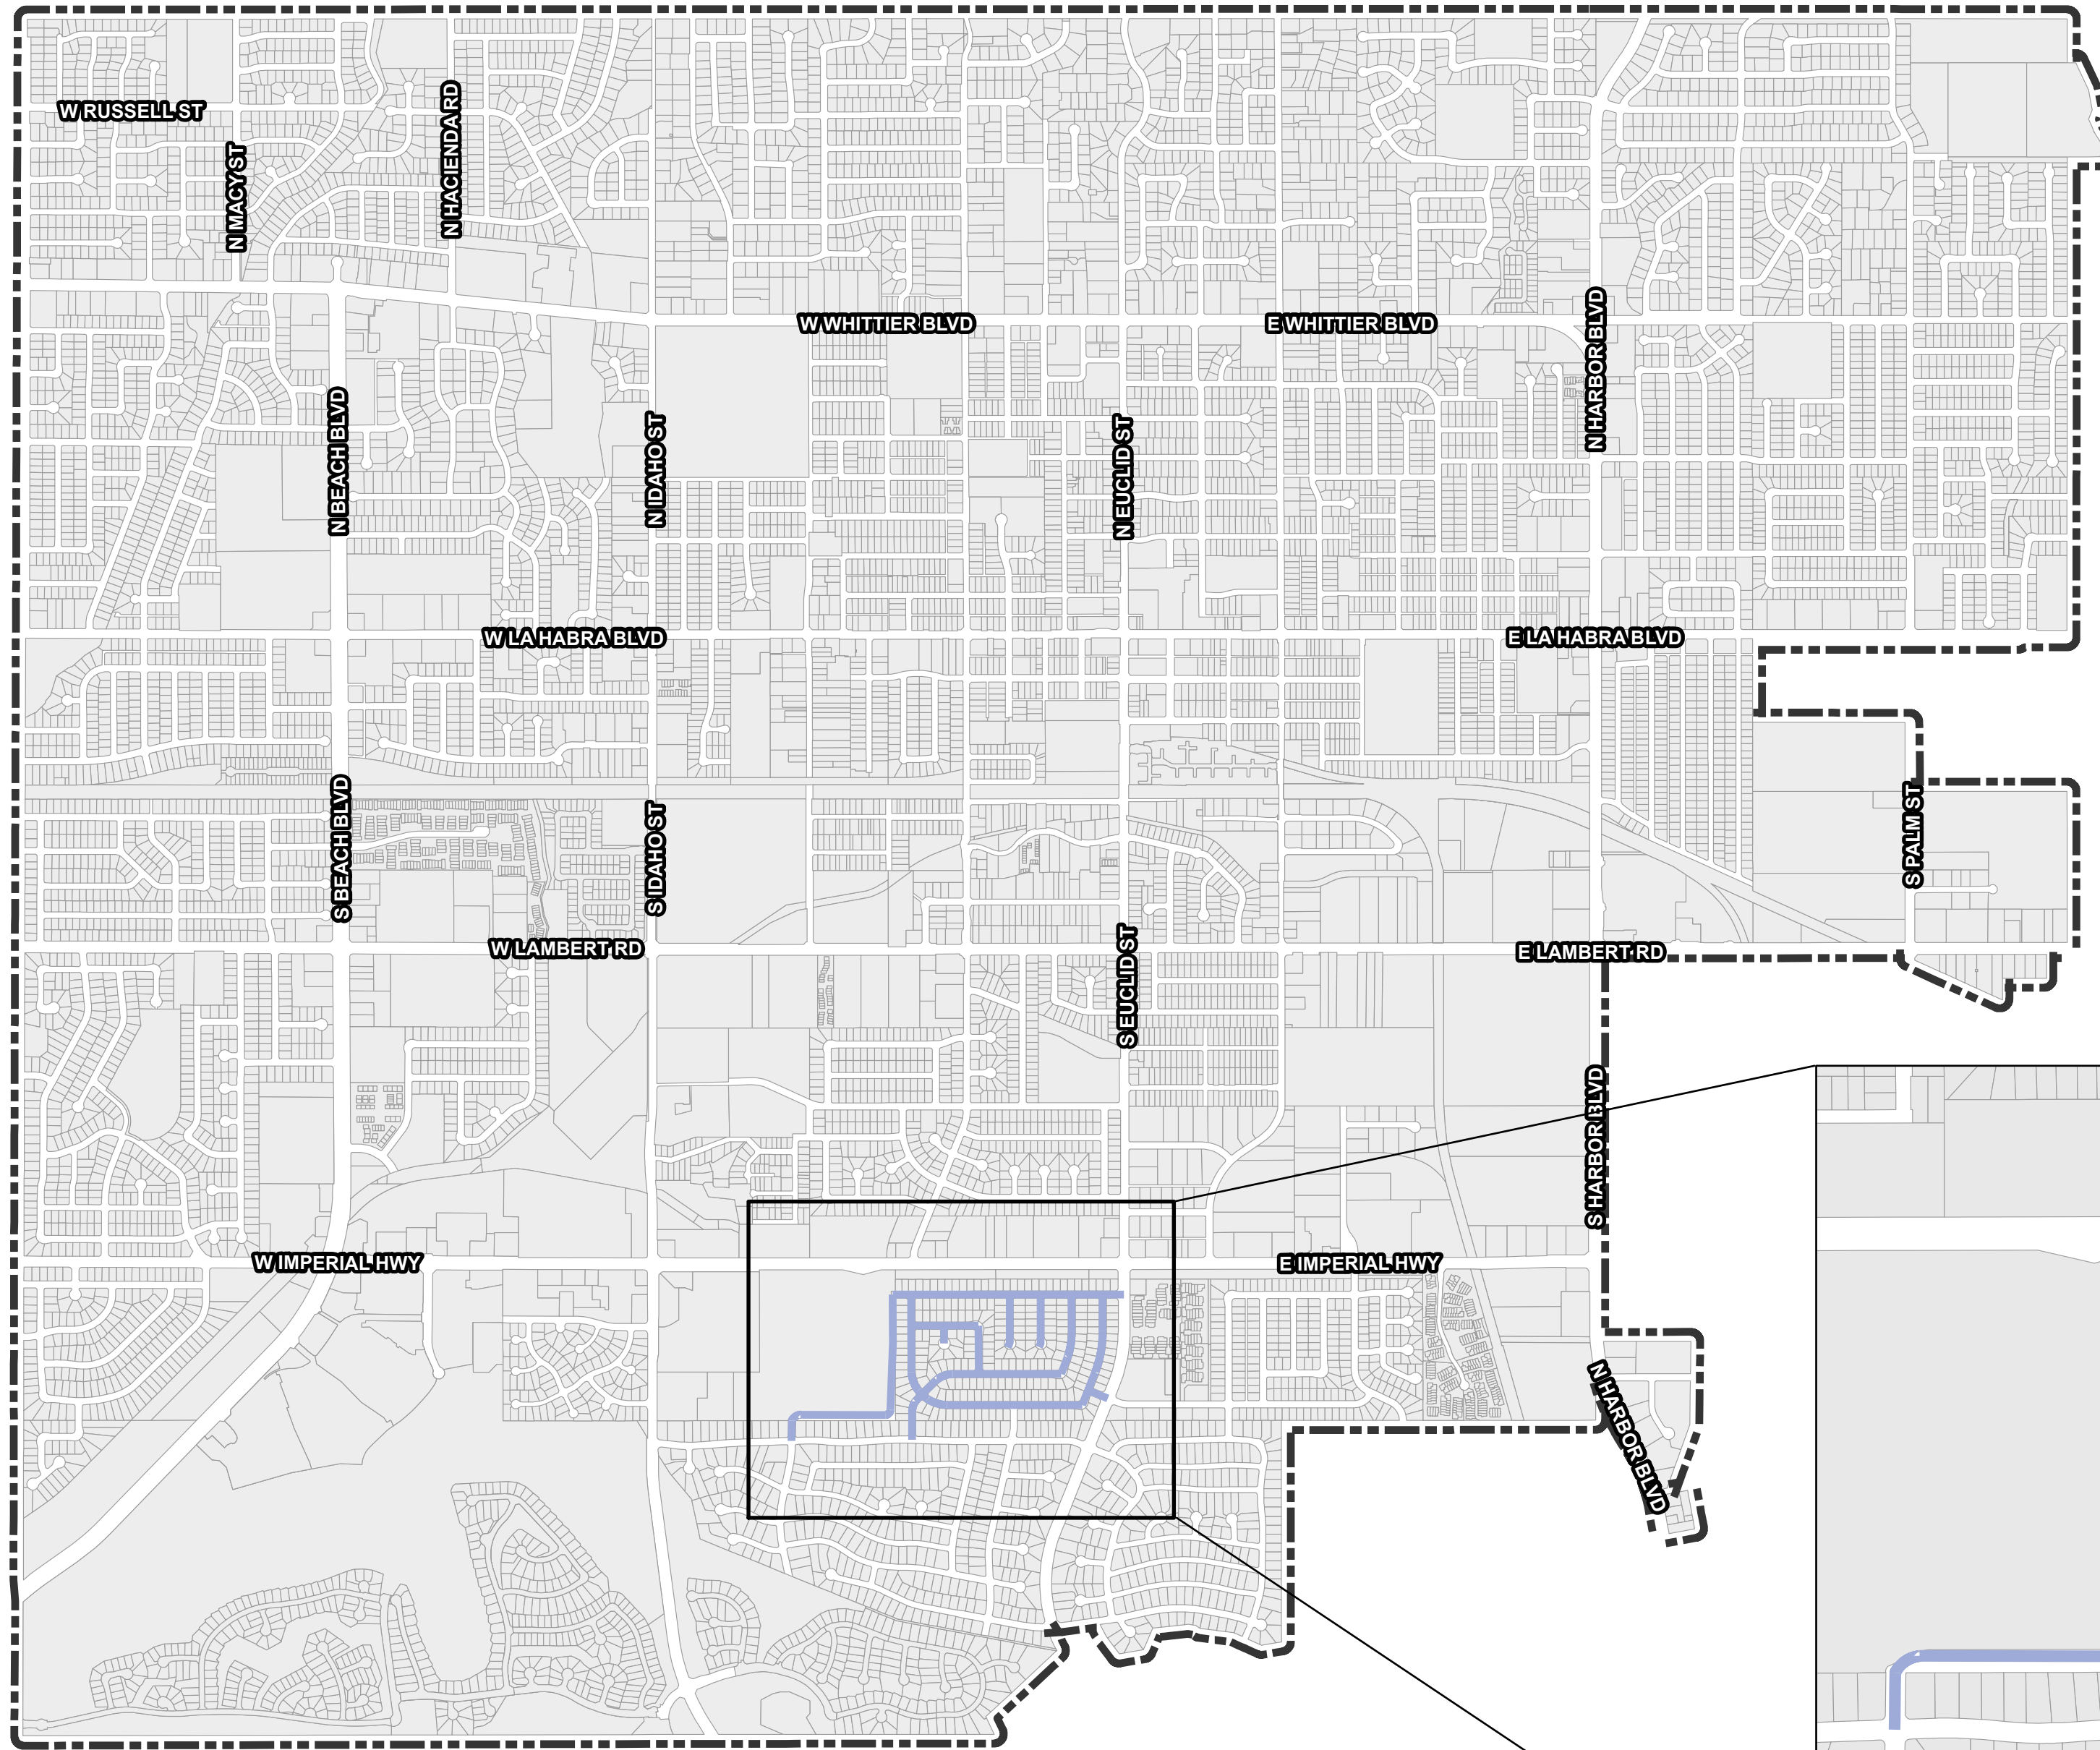 W RUSSELL ST
N MACY ST
N HACIENDA RD
W WHITTIER BLVD
E WHITTIER BLVD
N HARBOR BLVD
N BEACH BLVD
N IDAHO ST
N EUCLID ST
W LA HABRA BLVD
E LA HABRA BLVD
S BEACH BLVD
S IDAHO ST
S PALM ST
W LAMBERT RD
S EUCLID ST
E LAMBERT RD
S HARBOR BLVD
W IMPERIAL HWY
E IMPERIAL HWY
N HARBOR BLVD